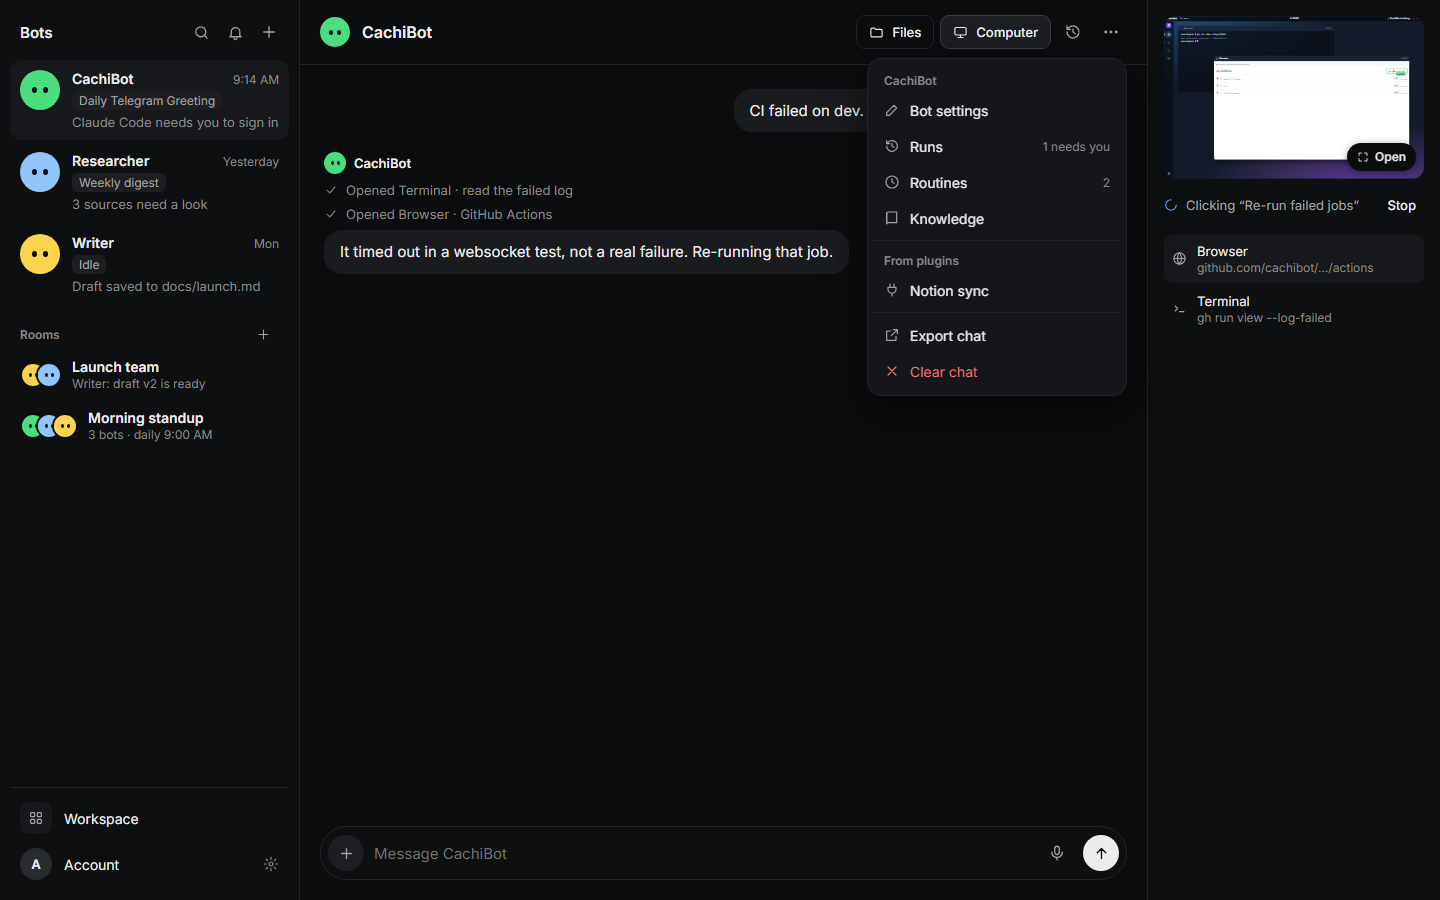 Bots
CachiBot
9:14 AM
Daily Telegram Greeting
Claude Code needs you to sign in
Researcher
Yesterday
Weekly digest
3 sources need a look
Writer
Mon
Idle
Draft saved to docs/launch.md
Rooms
Launch team
Writer: draft v2 is ready
Morning standup
3 bots · daily 9:00 AM
Workspace
A
Account
CachiBot
Files
Computer
CI failed on dev.
CachiBot
Opened Terminal · read the failed log
Opened Browser · GitHub Actions
It timed out in a websocket test, not a real failure. Re-running that job.
CachiBot
Bot settings
Runs
1 needs you
Routines
2
Knowledge
From plugins
Notion sync
Export chat
Clear chat
Message CachiBot
Open
Clicking “Re-run failed jobs”
Stop
Browser
github.com/cachibot/.../actions
Terminal
gh run view --log-failed